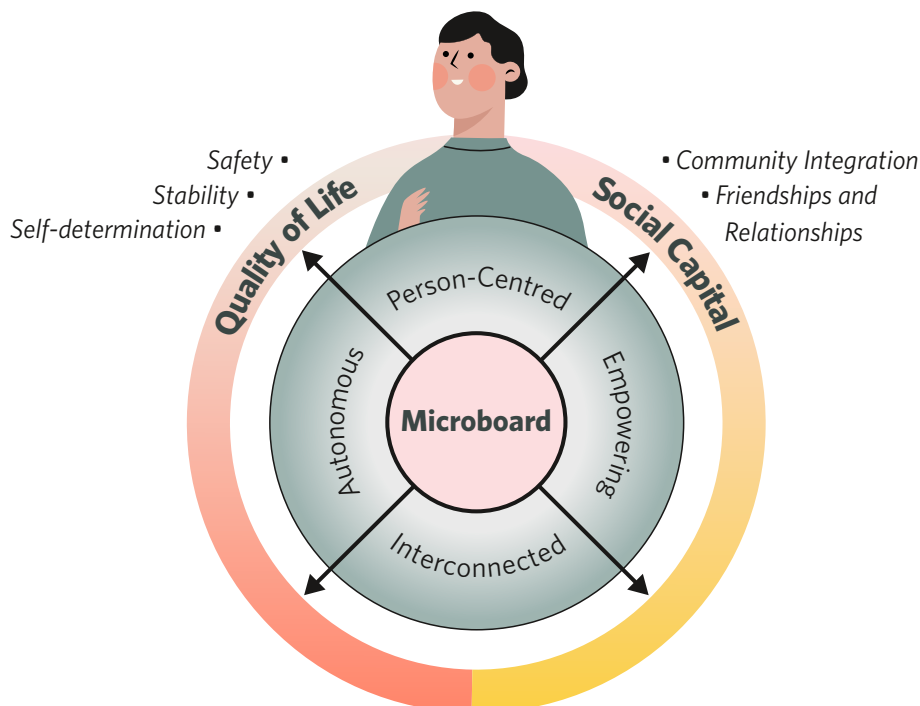 Safety •
Stability •
Self-determination •
Quality of Life
Social Capital
• Community Integration
• Friendships and
Relationships
Person-Centred
Autonomous
Microboard
Empowering
Interconnected